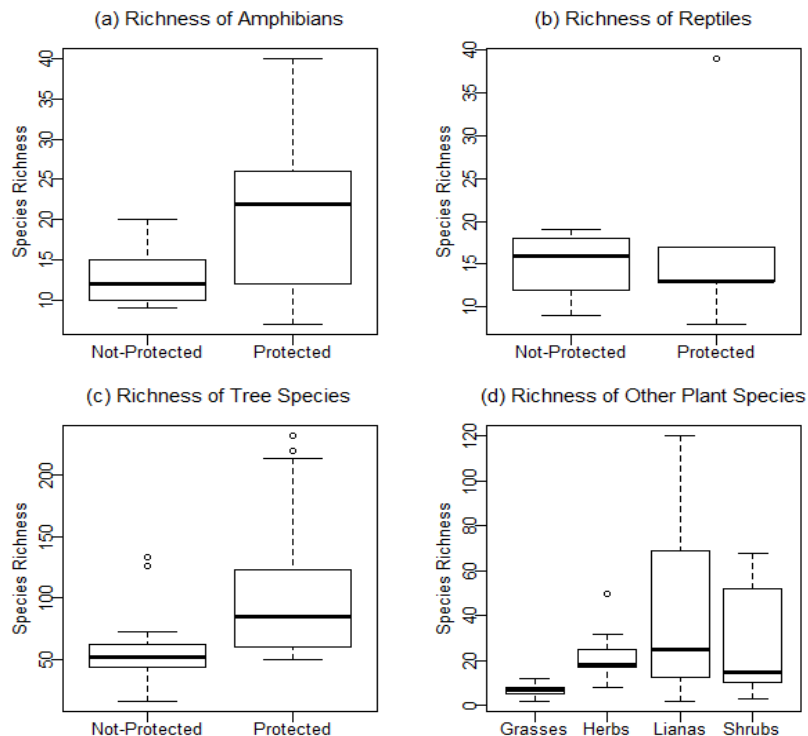 (a) Richness of Amphibians
Species Richness
40
35
30
25
20
15
10
Not-Protected Protected
(b) Richness of Reptiles
Species Richness
40
35
30
25
20
15
10
Not-Protected Protected
(c) Richness of Tree Species
Species Richness
200
150
100
50
Not-Protected Protected
(d) Richness of Other Plant Species
Species Richness
120
100
80
60
40
20
0
Grasses Herbs Lianas Shrubs